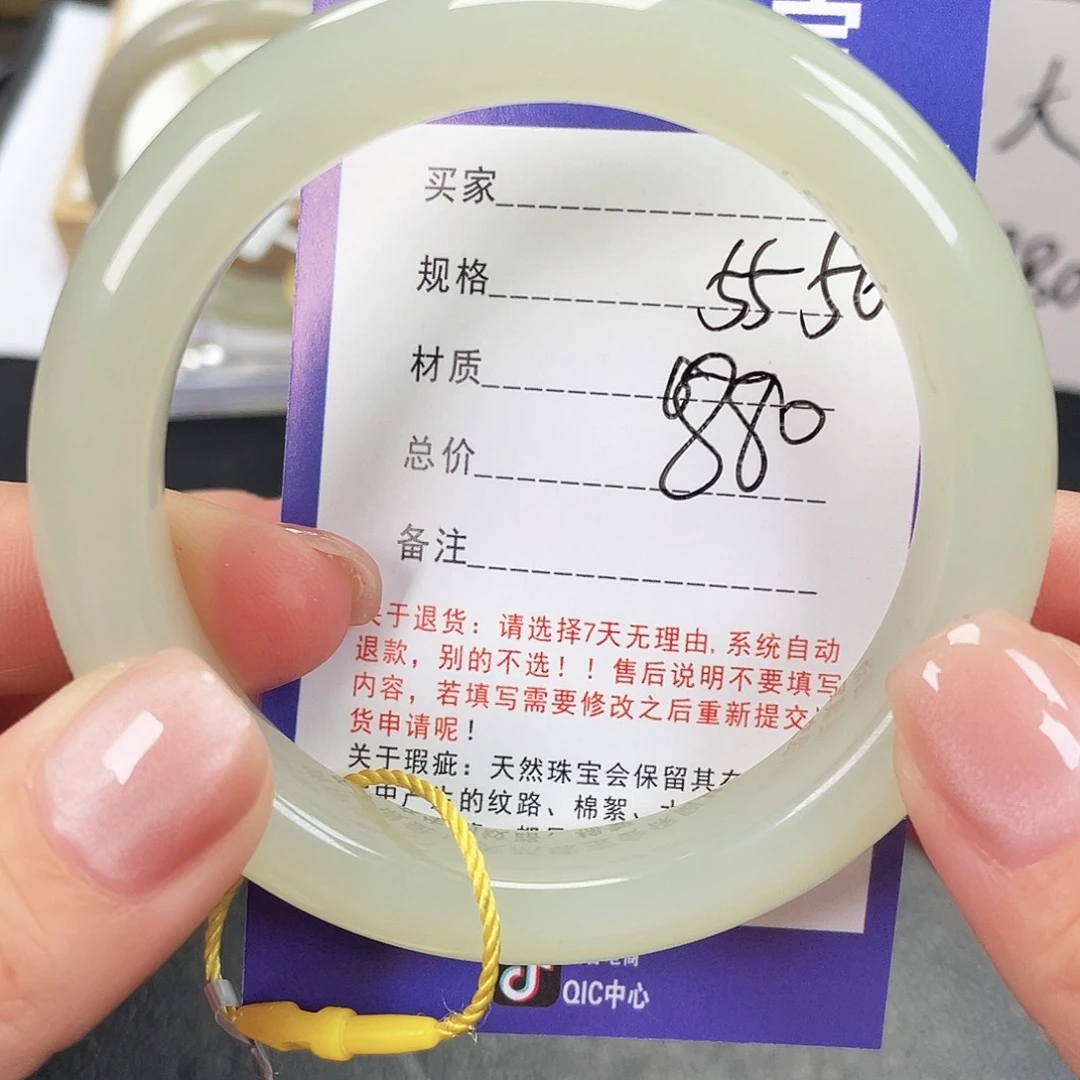 买家
规格 55-56
材质
总价 880
备注
关于退货：请选择7天无理由，系统自动
退款，别的不选！！售后说明不要填写
内容，若填写需要修改之后重新提交
货申请呢！
关于瑕疵：天然珠宝会保留其在
的纹路、棉絮、
QIC中心
大